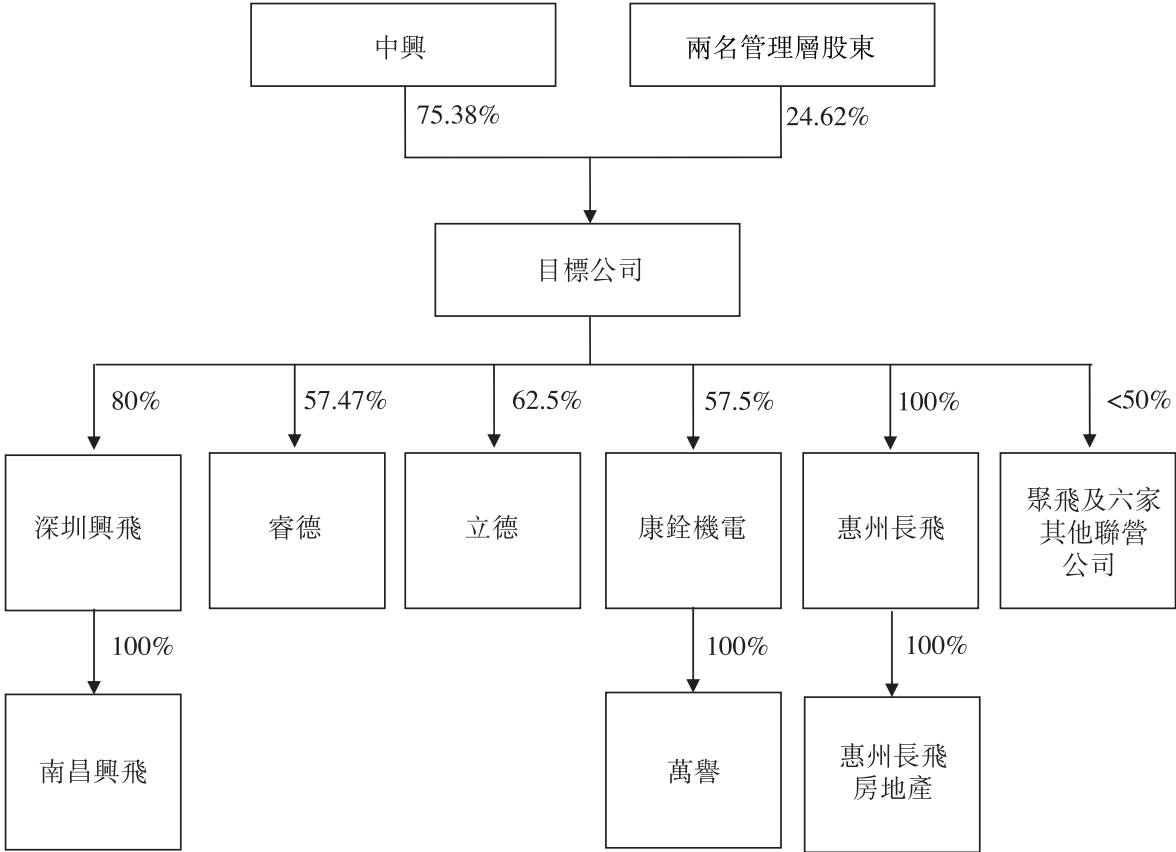 中興
兩名管理層股東
75.38%
24.62%
目標公司
80%
57.47%
62.5%
57.5%
100%
<50%
深圳興飛
睿德
立德
康銓機電
惠州長飛
聚飛及六家
其他聯營
公司
100%
100%
100%
南昌興飛
萬譽
惠州長飛
房地產